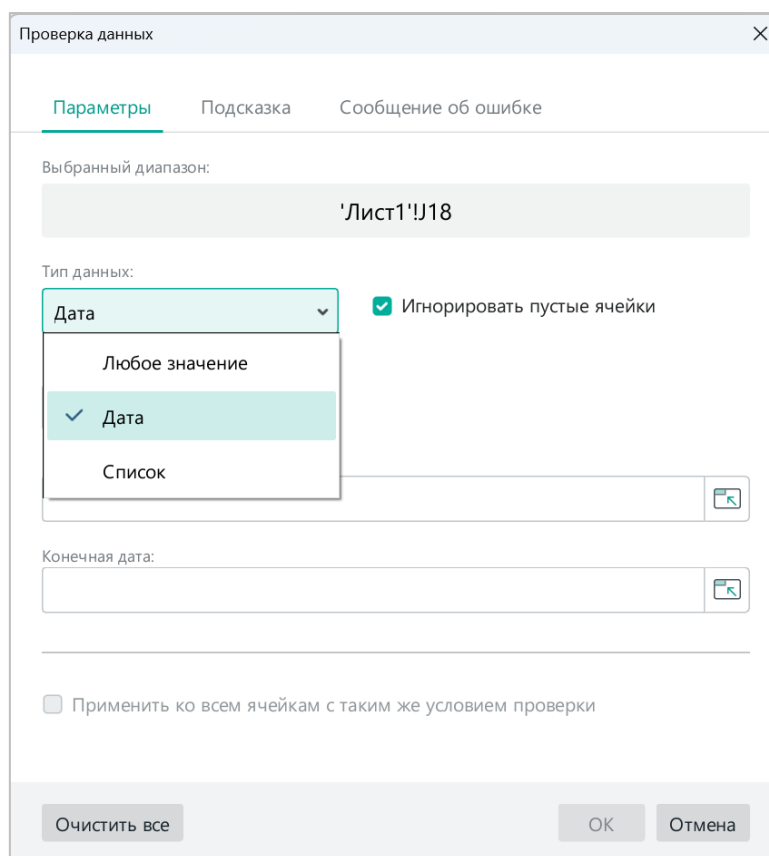 Проверка данных
Параметры Подсказка Сообщение об ошибке
Выбранный диапазон:
'Лист1'!J18
Тип данных:
Дата
Игнорировать пустые ячейки
Любое значение
Дата
Список
Конечная дата:
Применить ко всем ячейкам с таким же условием проверки
Очистить все ОК Отмена